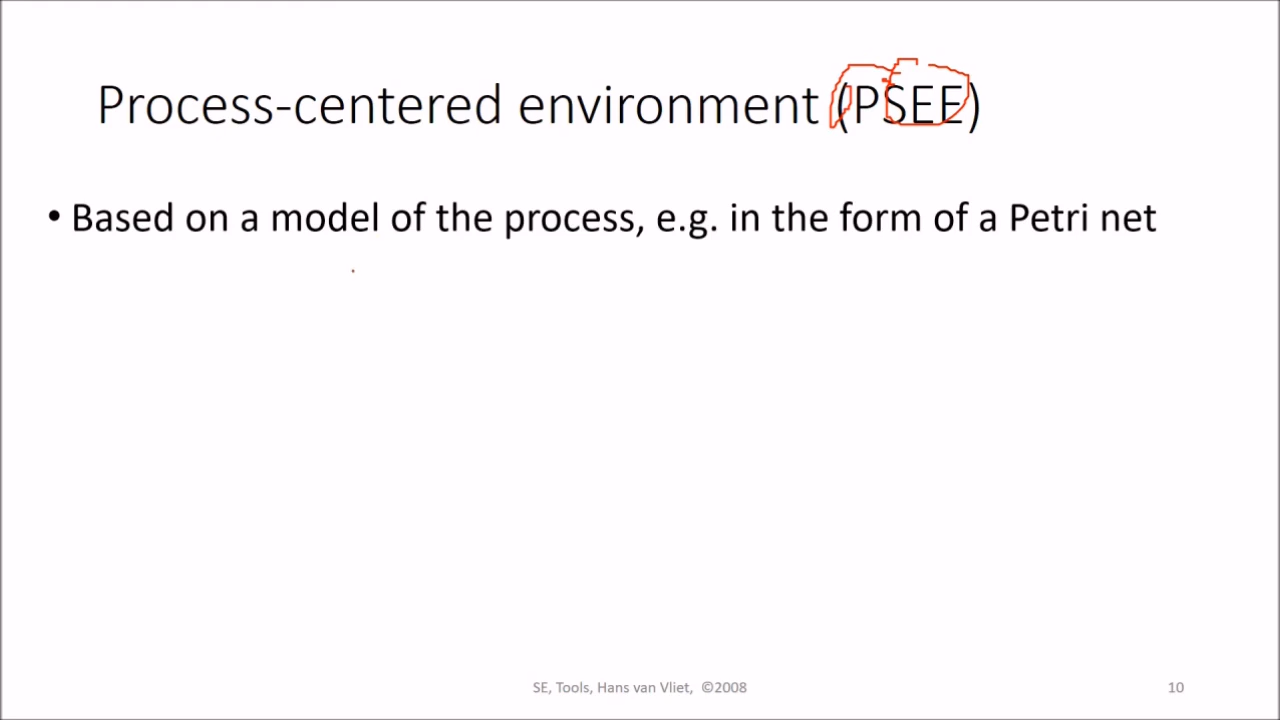 Process-centered environment (PSEE)
• Based on a model of the process, e.g. in the form of a Petri net
SE, Tools, Hans van Vliet, ©2008
10